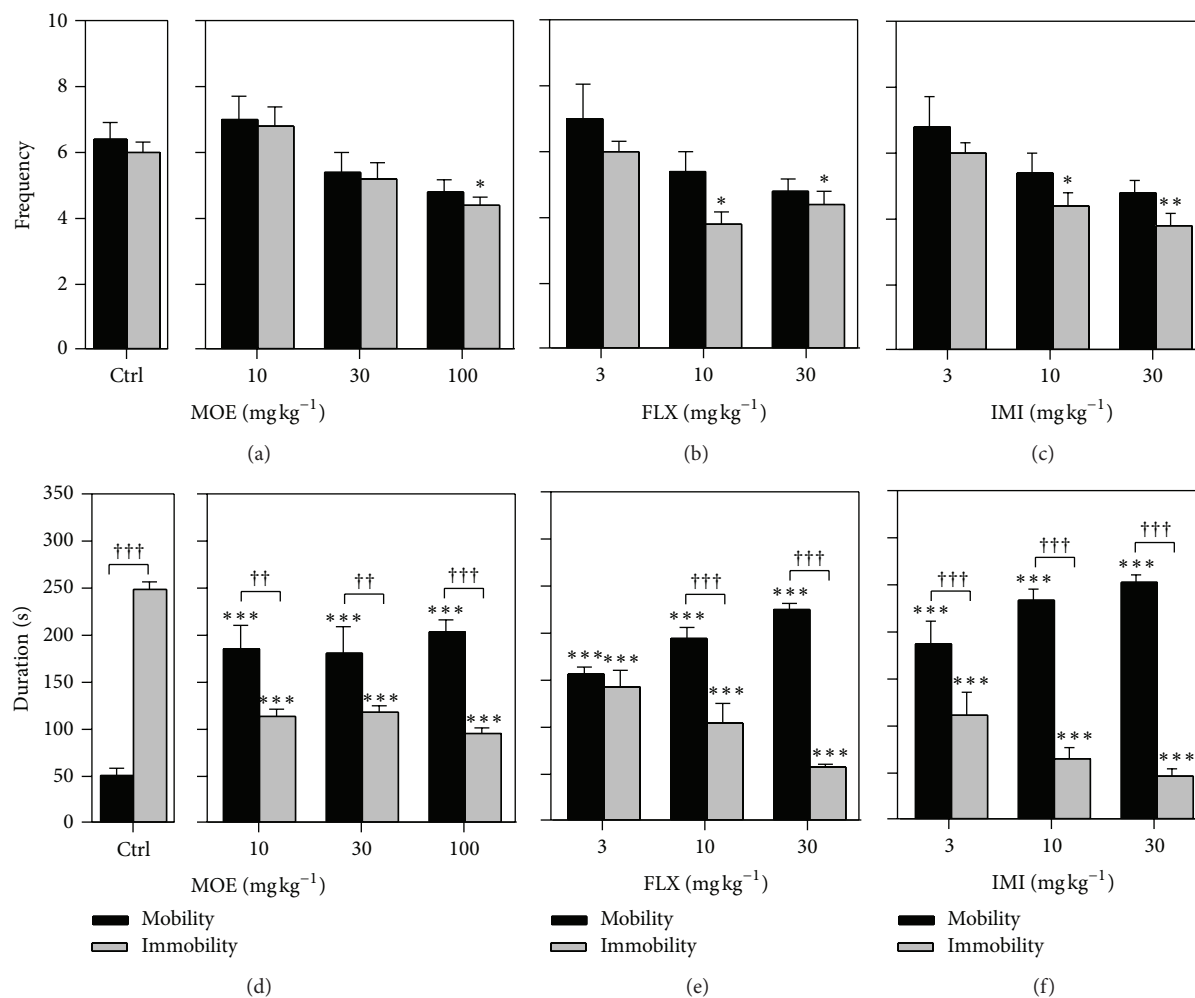 10
8
6
4
2
0
Frequency
*
*
*
*
**
Ctrl
10 30 100
3 10 30
3 10 30
MOE (mg kg⁻¹)
FLX (mg kg⁻¹)
IMI (mg kg⁻¹)
(a)
(b)
(c)
350
300
250
200
150
100
50
0
Duration (s)
†††
†† †† †††
*** *** ***
*** *** ***
††† †††
*** *** *** ***
*** ***
††† ††† †††
*** *** ***
*** *** ***
Ctrl
10 30 100
3 10 30
3 10 30
MOE (mg kg⁻¹)
FLX (mg kg⁻¹)
IMI (mg kg⁻¹)
Mobility
Immobility
Mobility
Immobility
Mobility
Immobility
(d)
(e)
(f)